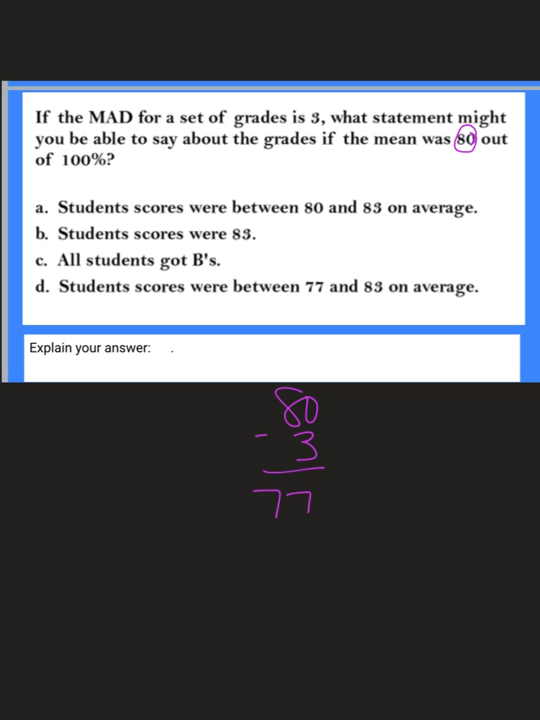 If the MAD for a set of grades is 3, what statement might
you be able to say about the grades if the mean was 80 out
of 100%?
a. Students scores were between 80 and 83 on average.
b. Students scores were 83.
c. All students got B's.
d. Students scores were between 77 and 83 on average.
Explain your answer: .
80
- 3
77